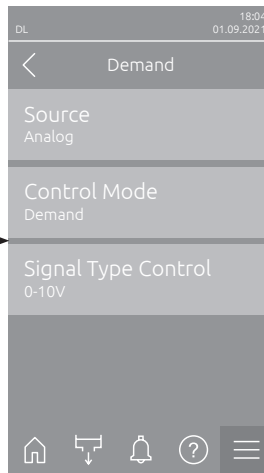 18:04
DL
01.09.2021
Demand
Source
Analog
Control Mode
Demand
Signal Type Control
0-10V
?